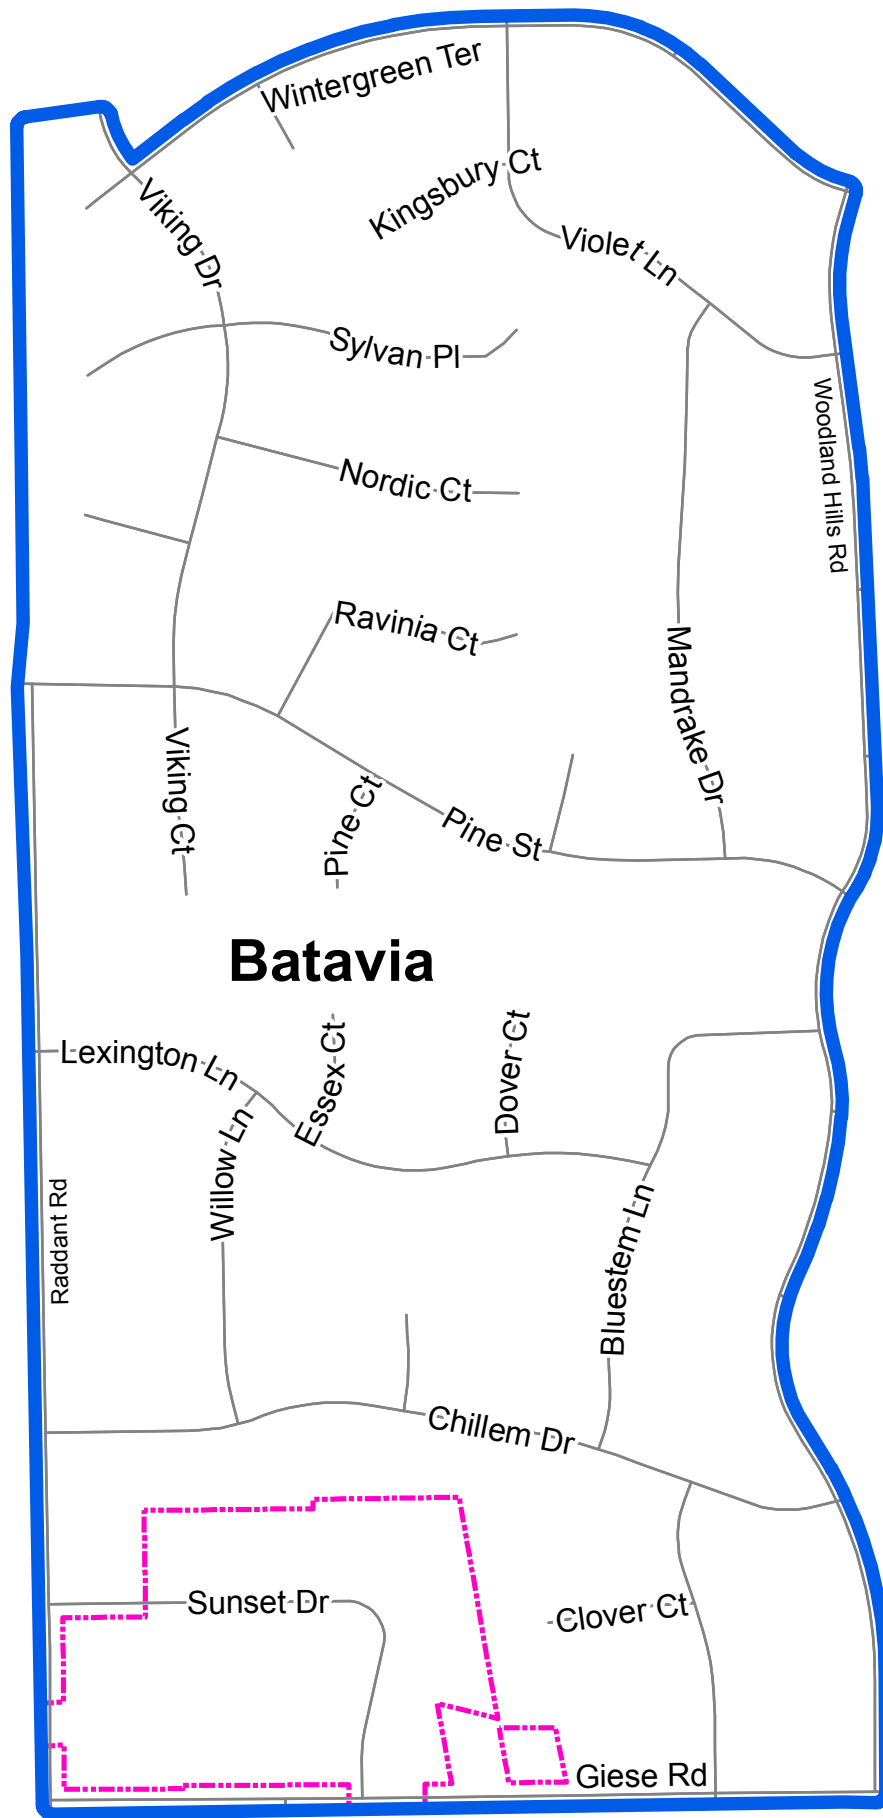 Wintergreen Ter
Kingsbury Ct
Viking Dr
Violet Ln
Sylvan Pl
Woodland Hills Rd
Nordic Ct
Ravinia Ct
Mandrake Dr
Viking Ct
Pine Ct
Pine St
Batavia
Lexington Ln
Essex Ct
Dover Ct
Willow Ln
Raddant Rd
Bluestem Ln
Chillem Dr
Sunset Dr
Clover Ct
Giese Rd